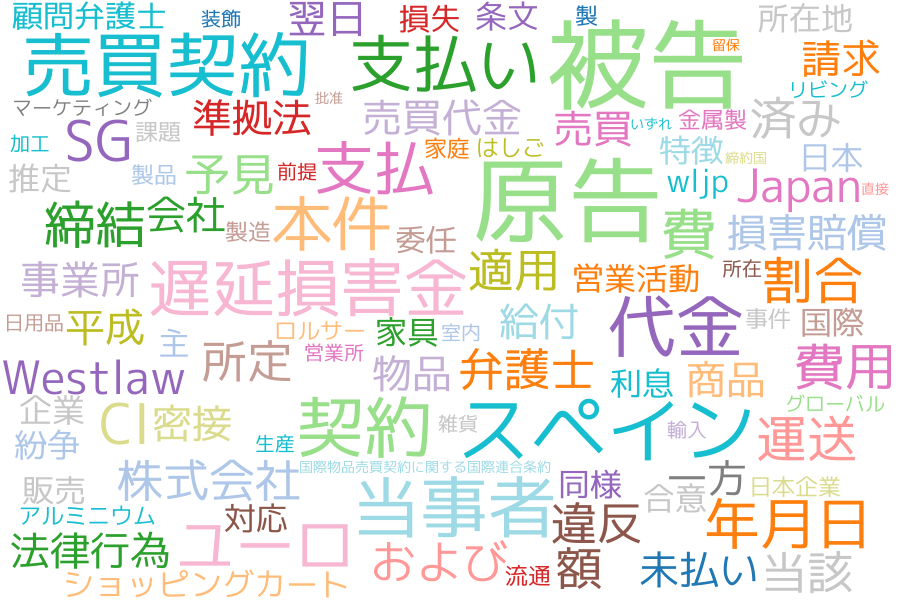 顧問弁護士 装飾 翌日 損失 条文 製 所在地
売買契約 支払い 被告 留保 請求
マーケティング 批准 リビング
加工 SG 課題 準拠法 売買代金 売買 いずれ 金属製 済み
推定 製品 予見 前提 支払 家庭 はしご 特徴 締約国 日本
締結 会社 製造 本件 委任 原告 wljp Japan 直接
費 損害賠償
事業所 遅延損害金 適用 営業活動 所在 割合
日用品 平成 主 ロルサー 家具 室内 給付 代金 事件 国際
Westlaw 所定 営業所 物品 弁護士 利息 商品 費用
企業 CI 密接 契約 雑貨 スペイン 輸入 グローバル
紛争 生産 運送
販売 株式会社 国際物品売買契約に関する国際連合条約 同様 一方 合意 日本企業
アルミニウム 対応 当事者 違反 年月日
法律行為 ユーロ および 流通 額 未払い 当該
ショッピングカート